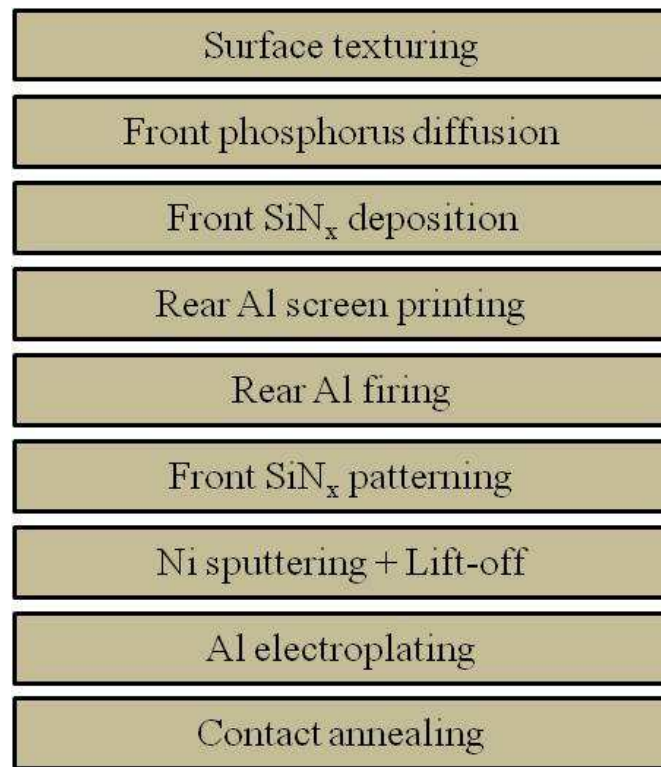 Surface texturing
Front phosphorus diffusion
Front SiNₓ deposition
Rear Al screen printing
Rear Al firing
Front SiNₓ patterning
Ni sputtering + Lift-off
Al electroplating
Contact annealing